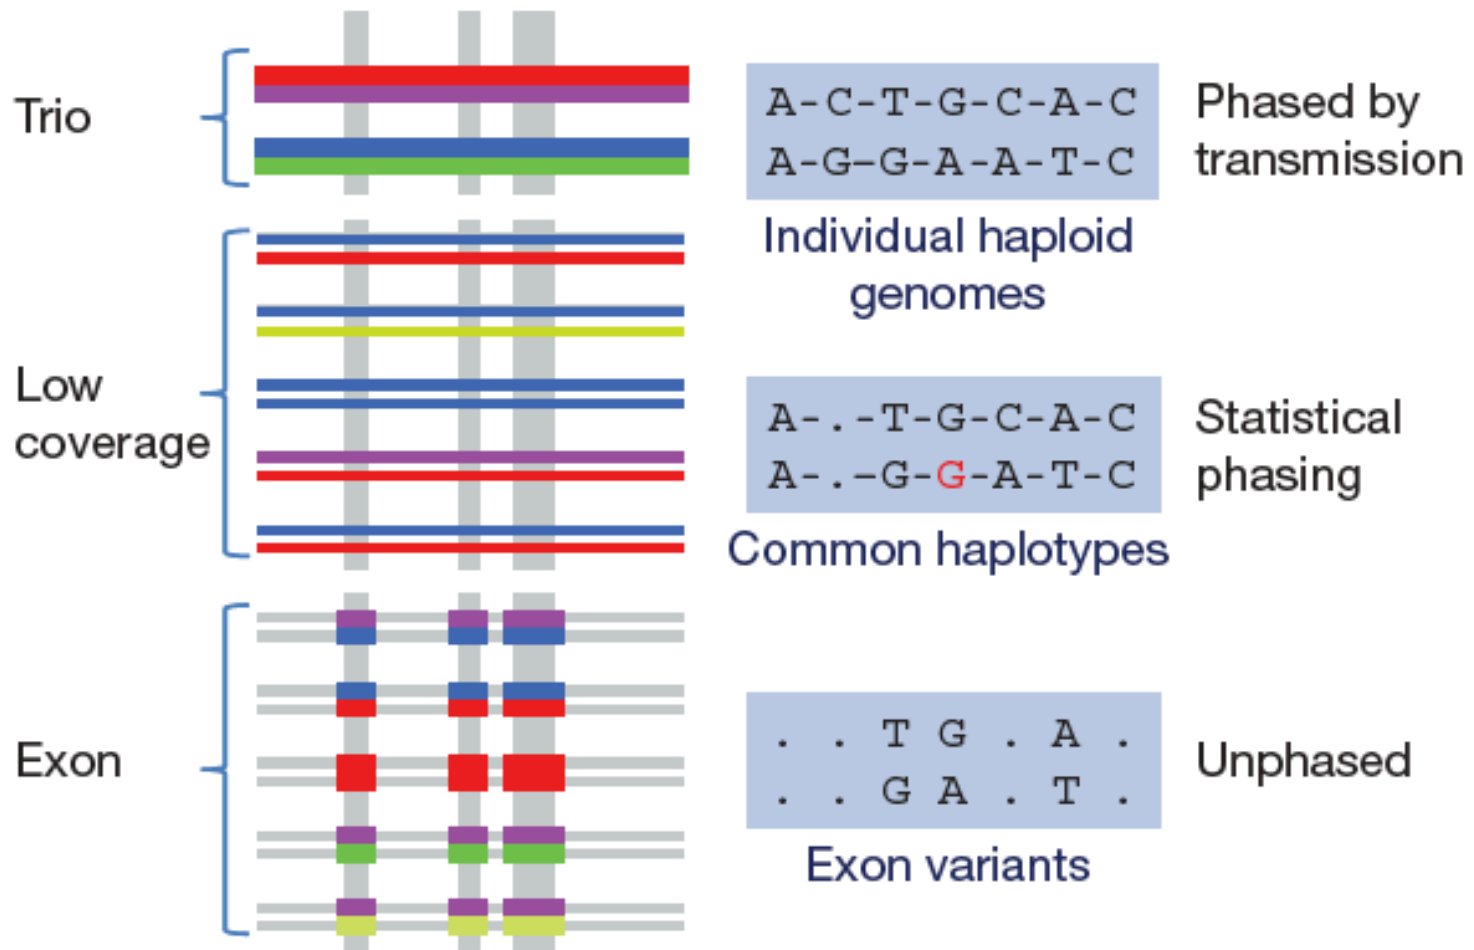 Trio
A-C-T-G-C-A-C
A-G-G-A-A-T-C
Phased by
transmission
Individual haploid
genomes
Low
coverage
A-.-T-G-C-A-C
A-.-G-G-A-T-C
Statistical
phasing
Common haplotypes
Exon
. . T G . A .
. . G A . T .
Unphased
Exon variants